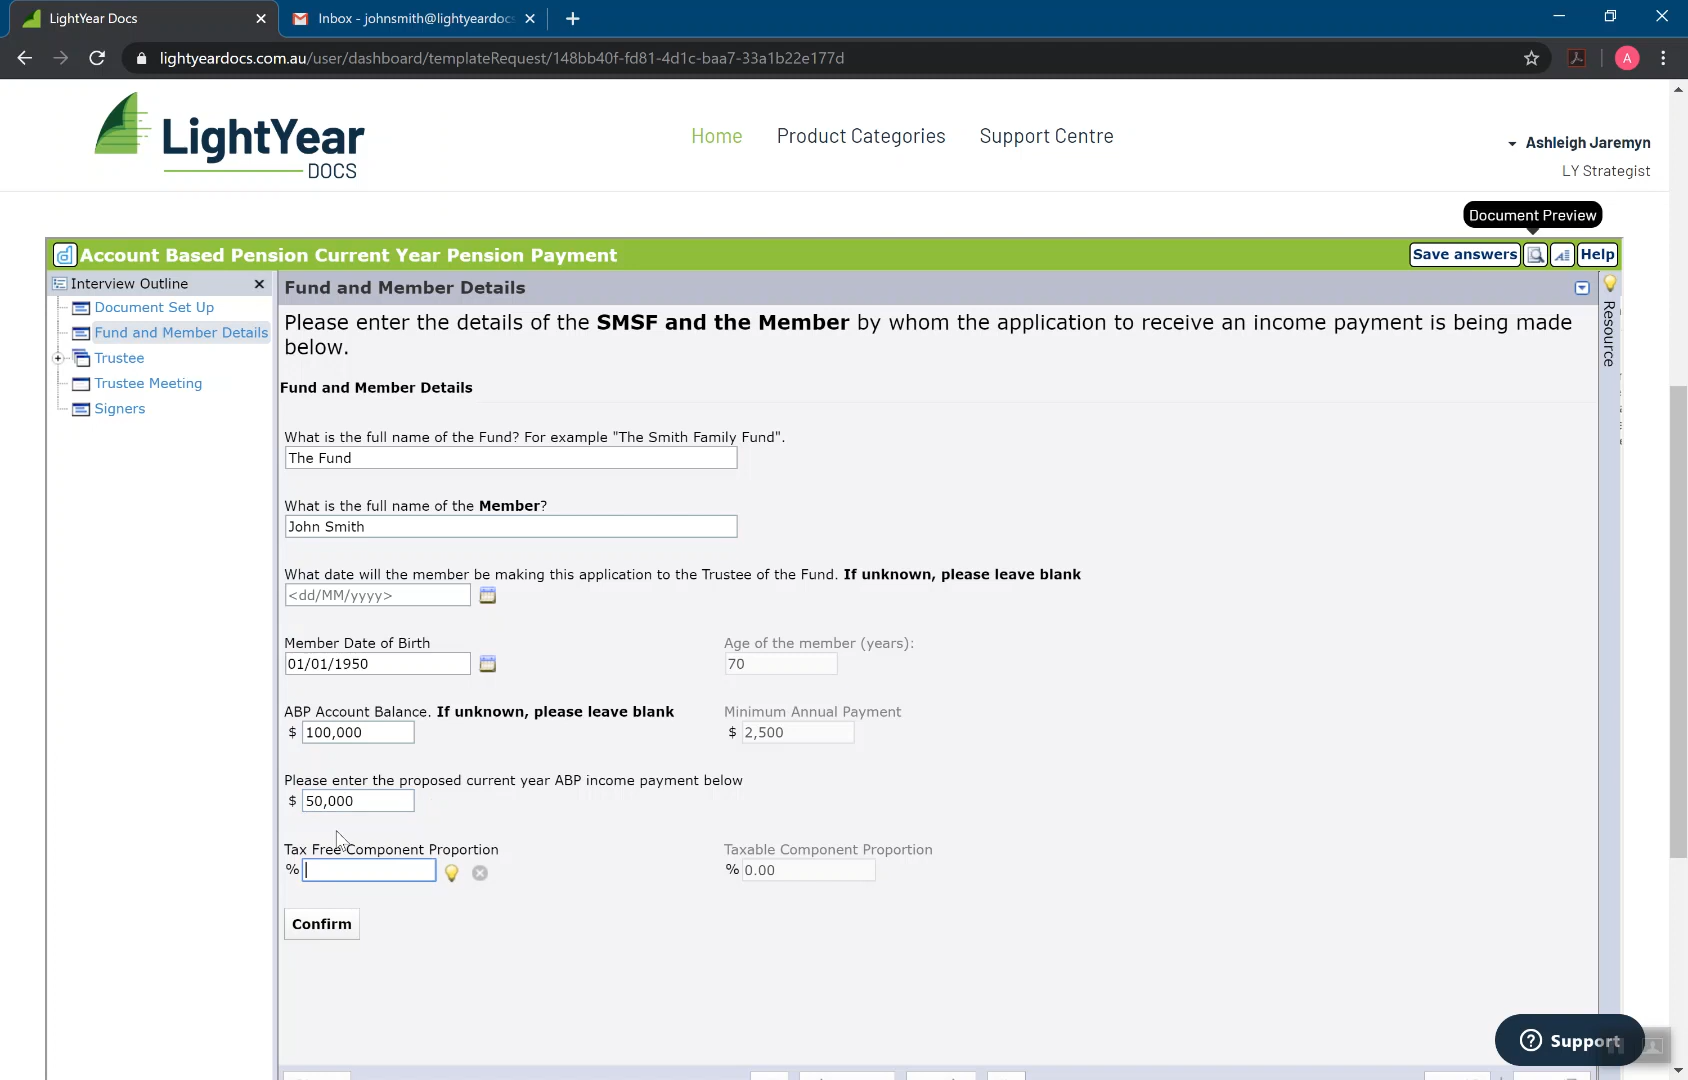 LightYear Docs
Inbox - johnsmith@lightyeardocs
lightyeardocs.com.au/user/dashboard/templateRequest/148bb40f-fd81-4d1c-baa7-33a1b22e177d
A
LightYear
DOCS
Home
Product Categories
Support Centre
Ashleigh Jaremyn
LY Strategist
Document Preview
d
Account Based Pension Current Year Pension Payment
Save answers
Help
Interview Outline
Document Set Up
Fund and Member Details
Trustee
Trustee Meeting
Signers
Fund and Member Details
Resource
Please enter the details of the SMSF and the Member by whom the application to receive an income payment is being made
below.
Fund and Member Details
What is the full name of the Fund? For example "The Smith Family Fund".
The Fund
What is the full name of the Member?
John Smith
What date will the member be making this application to the Trustee of the Fund. If unknown, please leave blank
<dd/MM/yyyy>
Member Date of Birth
Age of the member (years):
01/01/1950
70
ABP Account Balance. If unknown, please leave blank
Minimum Annual Payment
$ 100,000
$ 2,500
Please enter the proposed current year ABP income payment below
$ 50,000
Tax Free Component Proportion
Taxable Component Proportion
%
% 0.00
Confirm
? Support